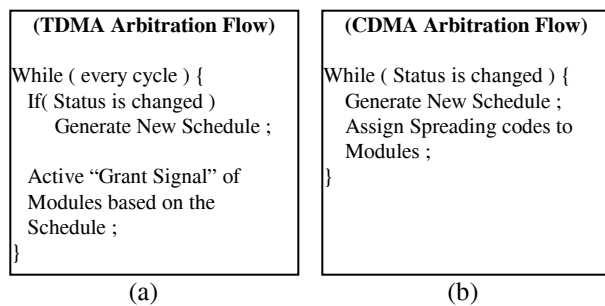 (TDMA Arbitration Flow)
While ( every cycle ) {
If( Status is changed )
Generate New Schedule ;
Active “Grant Signal” of
Modules based on the
Schedule ;
}
(a)
(CDMA Arbitration Flow)
While ( Status is changed ) {
Generate New Schedule ;
Assign Spreading codes to
Modules ;
}
(b)